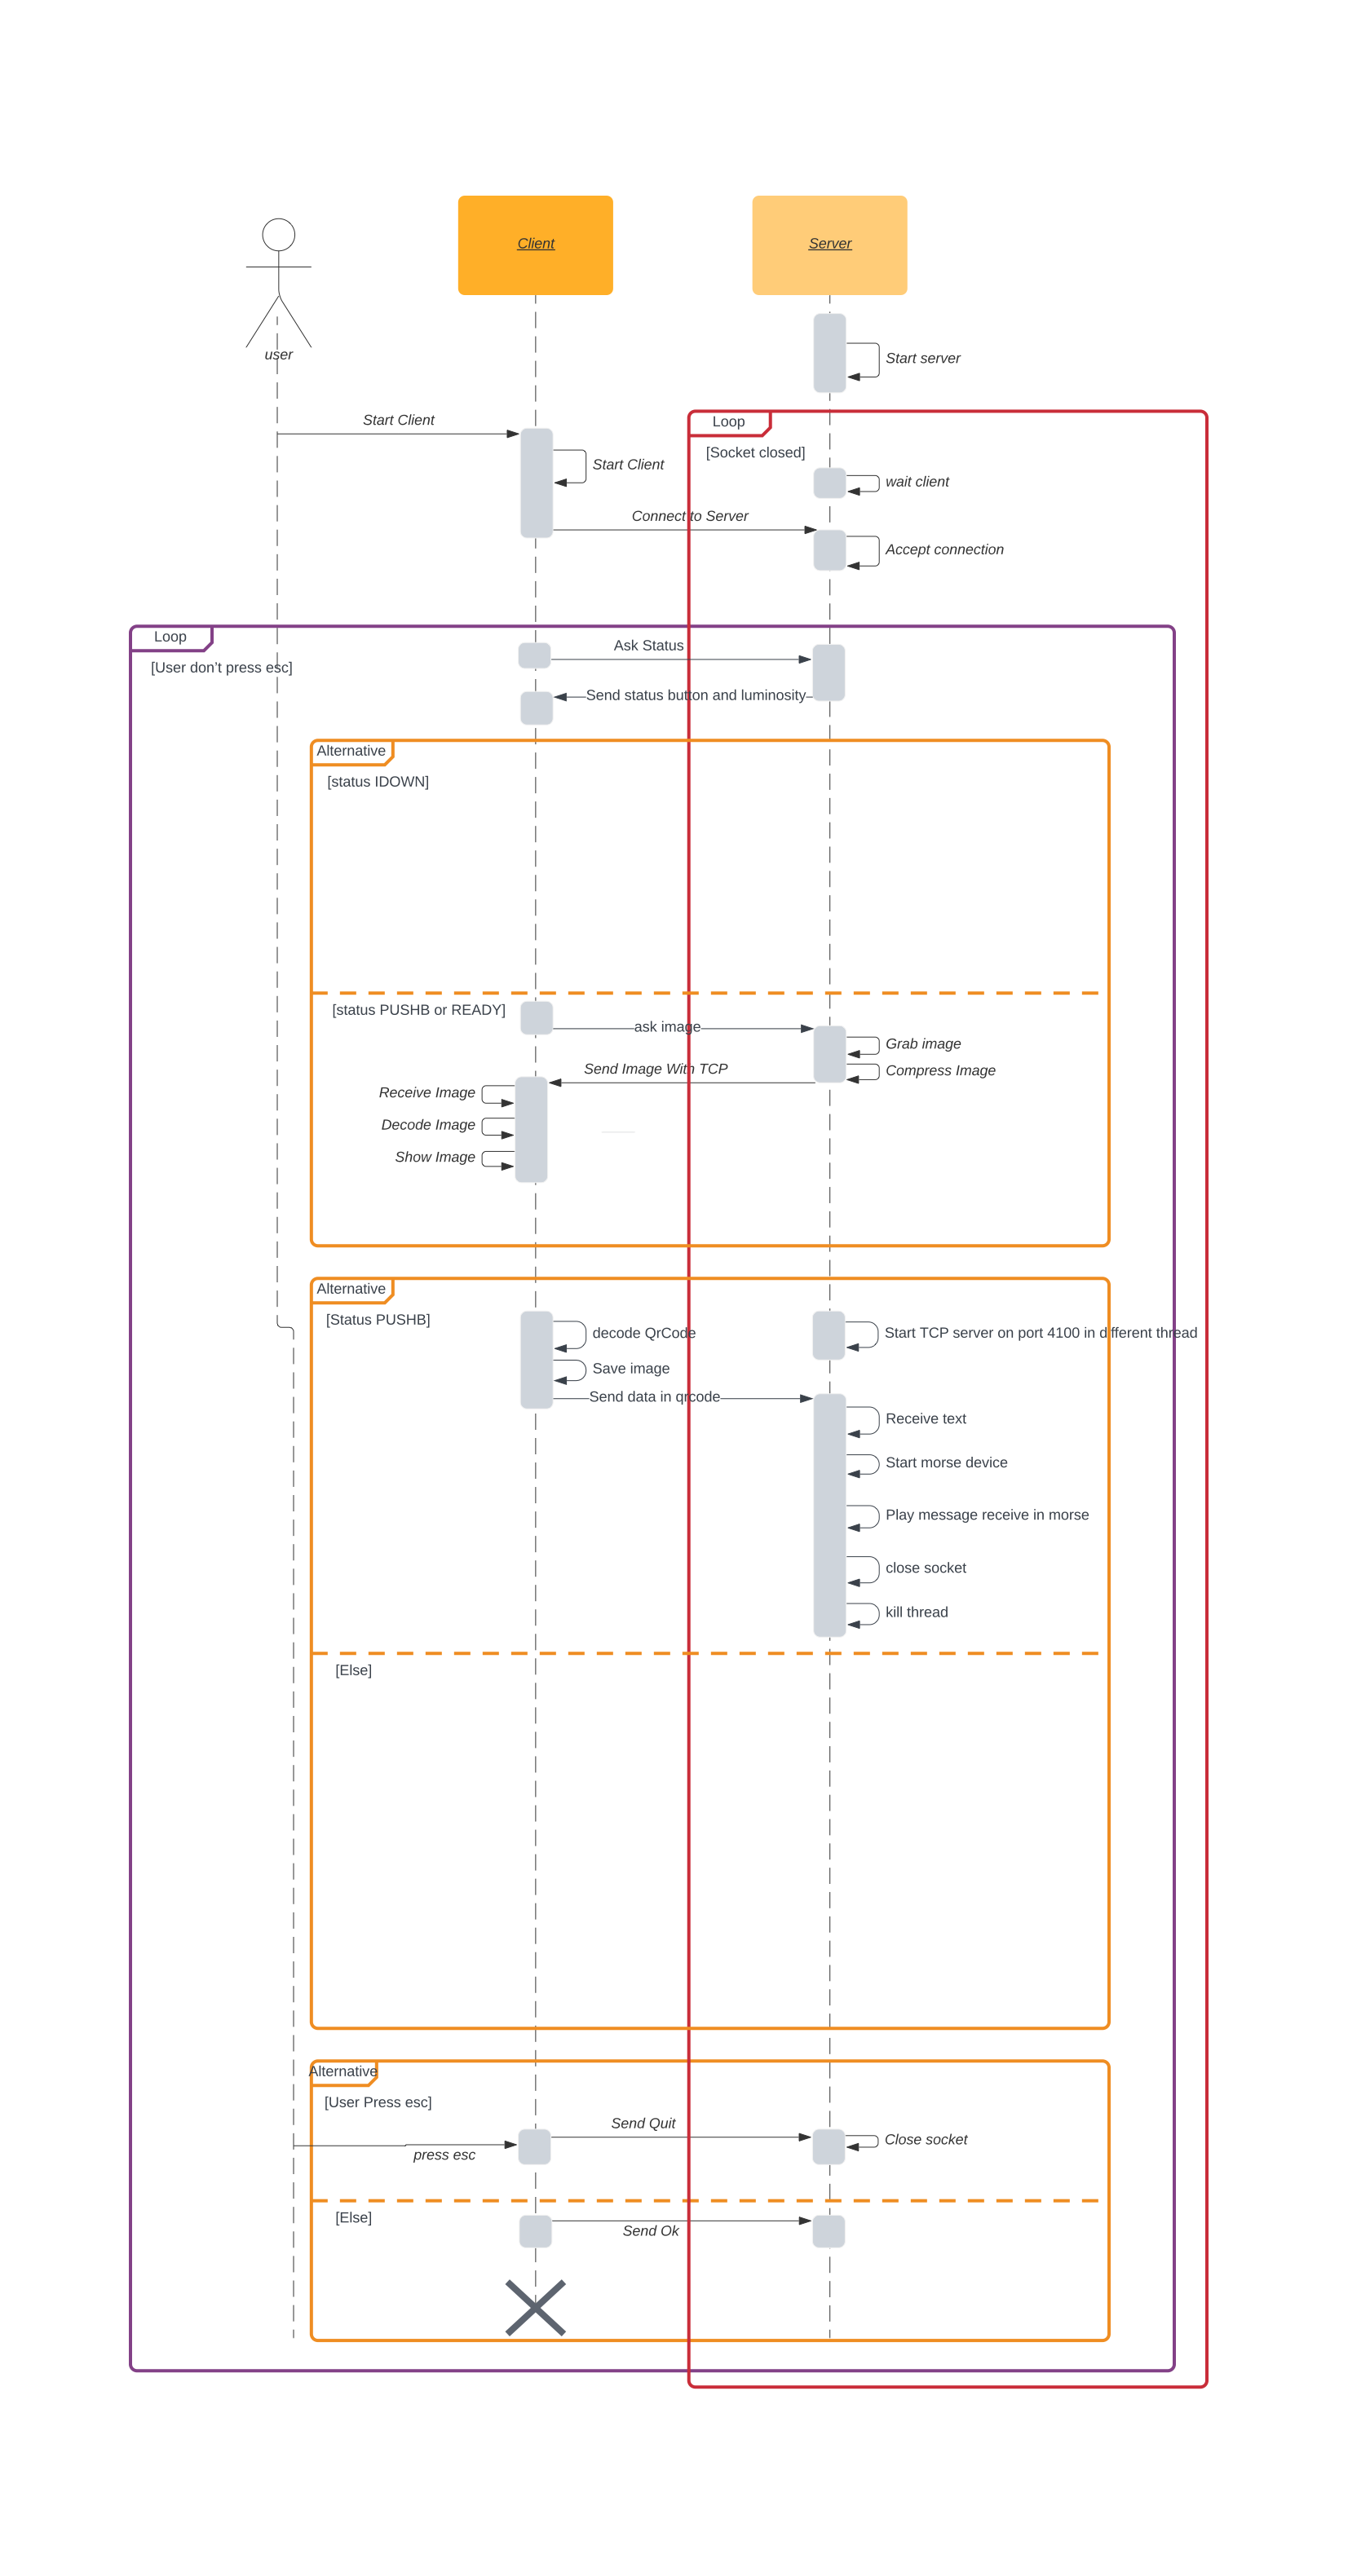 Client
Server
user
Start server
Start Client
Loop
[Socket closed]
Start Client
wait client
Connect to Server
Accept connection
Loop
[User don't press esc]
Ask Status
Send status button and luminosity
Alternative
[status IDOWN]
[status PUSHB or READY]
ask image
Grab image
Compress Image
Send Image With TCP
Receive Image
Decode Image
Show Image
Alternative
[Status PUSHB]
decode QrCode
Start TCP server on port 4100 in different thread
Save image
Send data in qrcode
Receive text
Start morse device
Play message receive in morse
close socket
kill thread
[Else]
Alternative
[User Press esc]
Send Quit
Close socket
press esc
[Else]
Send Ok